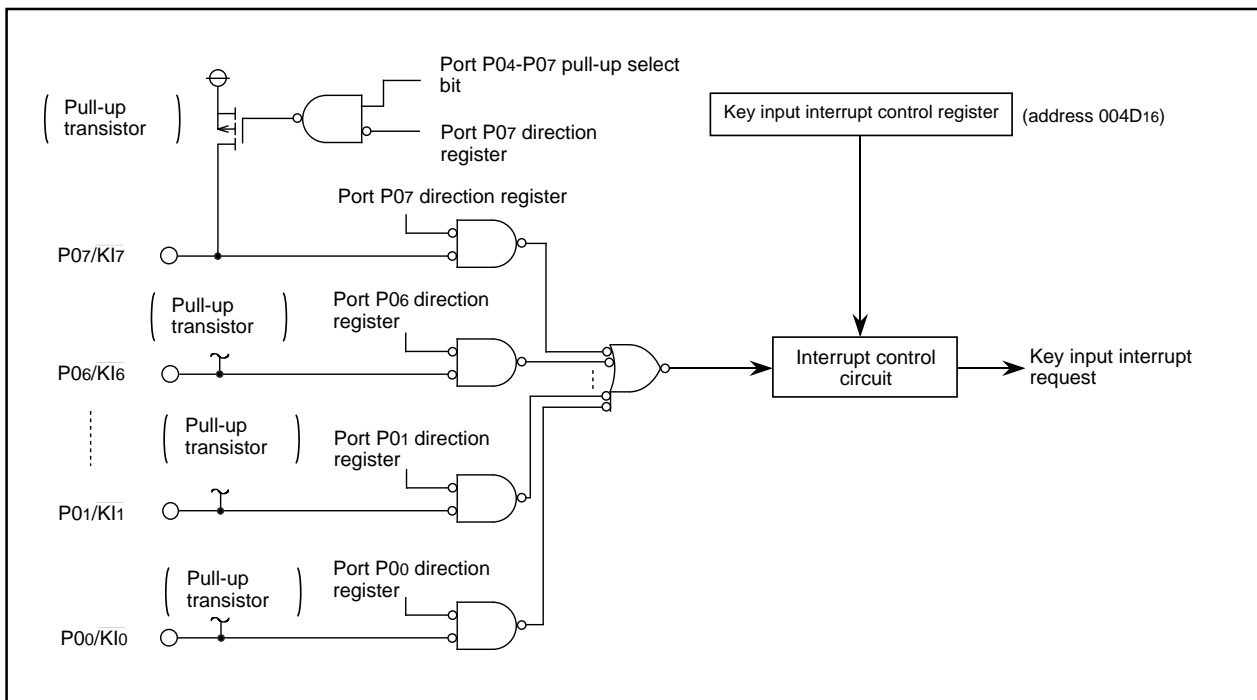 Port P04-P07 pull-up select
bit
Pull-up
transistor
Port P07 direction
register
Key input interrupt control register
(address 004D16)
Port P07 direction register
P07/KI7
Pull-up
transistor
Port P06 direction
register
P06/KI6
Interrupt control
circuit
Key input interrupt
request
Pull-up
transistor
Port P01 direction
register
P01/KI1
Pull-up
transistor
Port P00 direction
register
P00/KI0